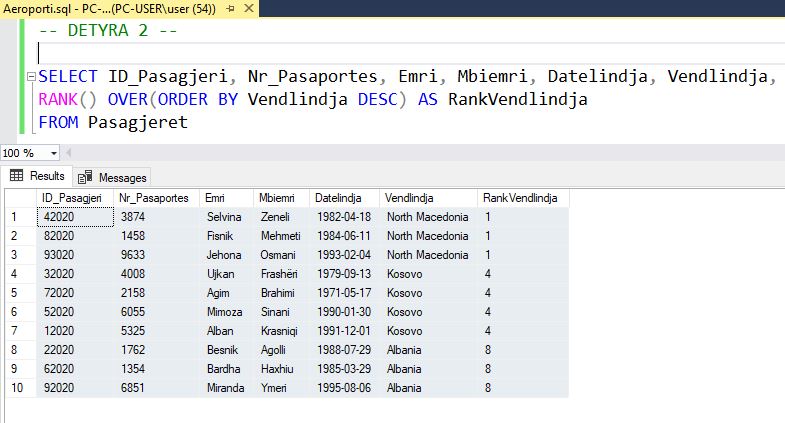 Aeroporti.sql - PC-...(PC-USER\user (54))
-- DETYRA 2 --
SELECT ID_Pasagjeri, Nr_Pasaportes, Emri, Mbiemri, Datelindja, Vendlindja,
RANK() OVER(ORDER BY Vendlindja DESC) AS RankVendlindja
FROM Pasagjeret
100 %
Results Messages
ID_Pasagjeri Nr_Pasaportes Emri Mbiemri Datelindja Vendlindja RankVendlindja
1 42020 3874 Selvina Zeneli 1982-04-18 North Macedonia 1
2 82020 1458 Fisnik Mehmeti 1984-06-11 North Macedonia 1
3 93020 9633 Jehona Osmani 1993-02-04 North Macedonia 1
4 32020 4008 Ujkan Frashëri 1979-09-13 Kosovo 4
5 72020 2158 Agim Brahimi 1971-05-17 Kosovo 4
6 52020 6055 Mimoza Sinani 1990-01-30 Kosovo 4
7 12020 5325 Alban Krasniqi 1991-12-01 Kosovo 4
8 22020 1762 Besnik Agolli 1988-07-29 Albania 8
9 62020 1354 Bardha Haxhiu 1985-03-29 Albania 8
10 92020 6851 Miranda Ymeri 1995-08-06 Albania 8